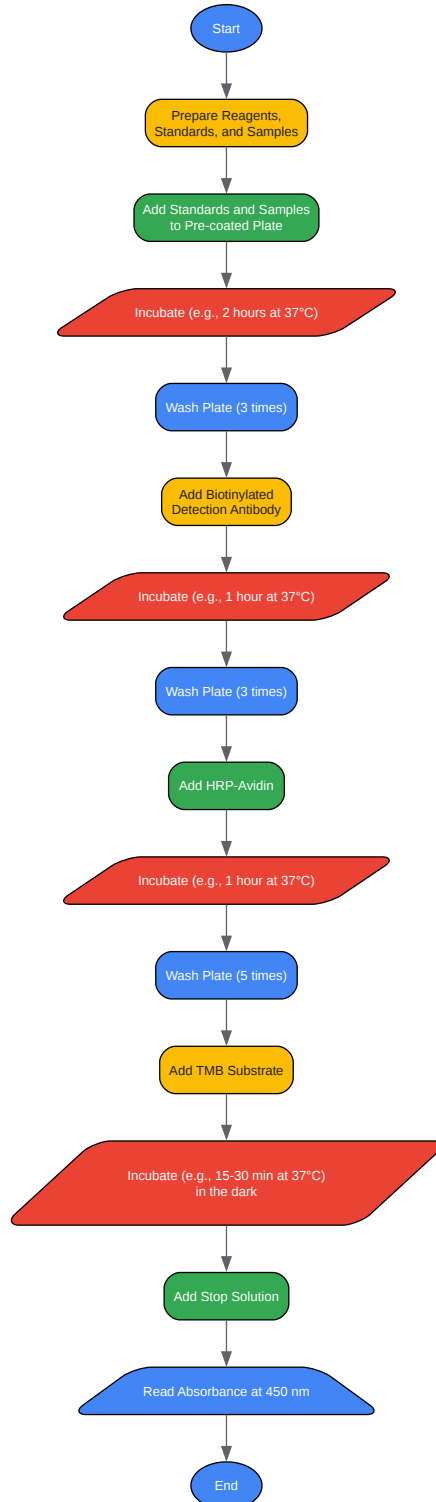 Start
Prepare Reagents,
Standards, and Samples
Add Standards and Samples
to Pre-coated Plate
Incubate (e.g., 2 hours at 37°C)
Wash Plate (3 times)
Add Biotinylated
Detection Antibody
Incubate (e.g., 1 hour at 37°C)
Wash Plate (3 times)
Add HRP-Avidin
Incubate (e.g., 1 hour at 37°C)
Wash Plate (5 times)
Add TMB Substrate
Incubate (e.g., 15-30 min at 37°C)
in the dark
Add Stop Solution
Read Absorbance at 450 nm
End